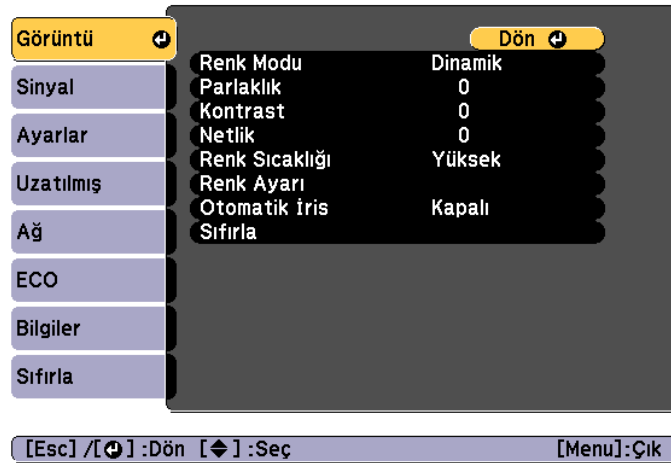 Görüntü
Sinyal
Ayarlar
Uzatılmış
Ağ
ECO
Bilgiler
Sıfırla
Dön
Renk Modu Dinamik
Parlaklık 0
Kontrast 0
Netlik 0
Renk Sıcaklığı Yüksek
Renk Ayarı
Otomatik İris Kapalı
Sıfırla
[Esc] /[ ] :Dön [ ] :Seç [Menu]:Çık